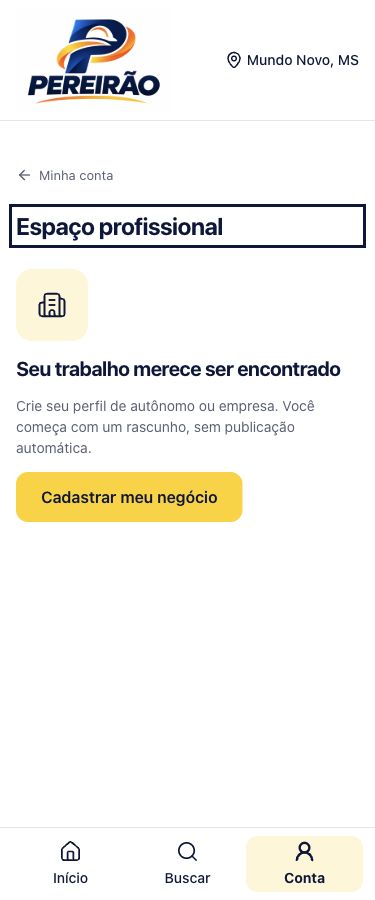 PEREIRÃO
Mundo Novo, MS
Minha conta
Espaço profissional
Seu trabalho merece ser encontrado
Crie seu perfil de autônomo ou empresa. Você
começa com um rascunho, sem publicação
automática.
Cadastrar meu negócio
Início
Buscar
Conta